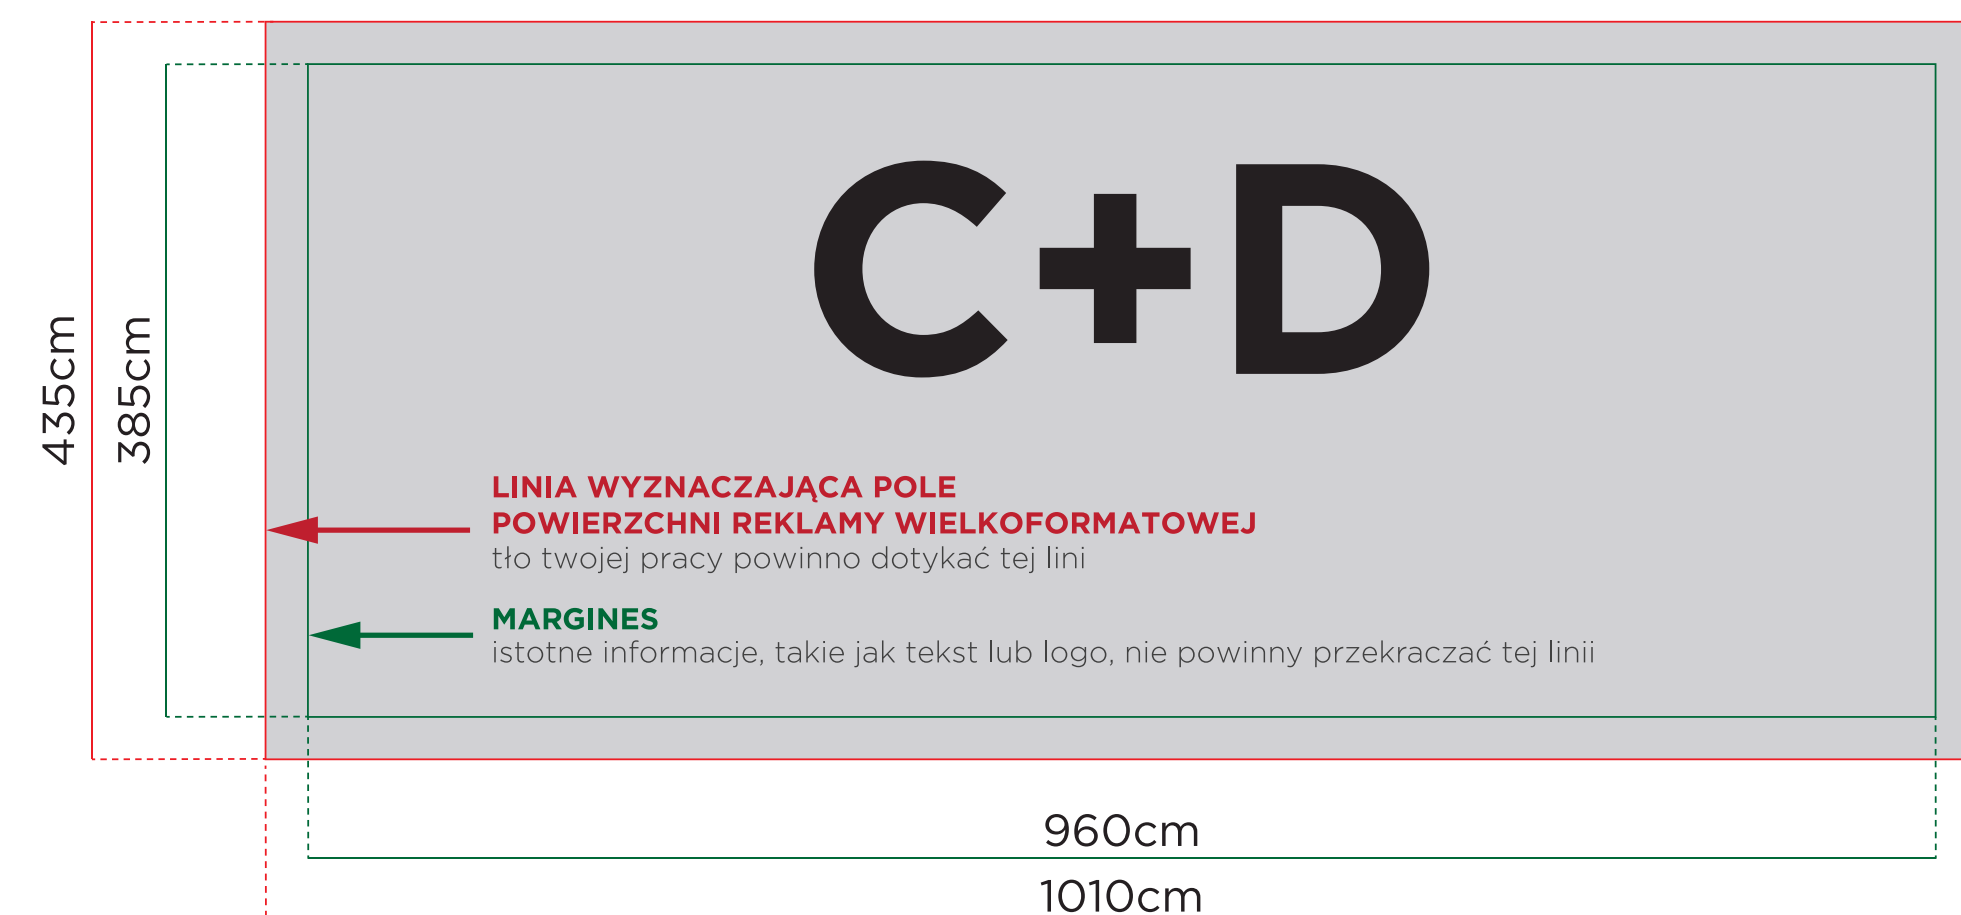 C+D
435cm
385cm
LINIA WYZNACZAJĄCA POLE
POWIERZCHNI REKLAMY WIELKOFORMATOWEJ
tło twojej pracy powinno dotykać tej lini
MARGINES
istotne informacje, takie jak tekst lub logo, nie powinny przekraczać tej linii
960cm
1010cm